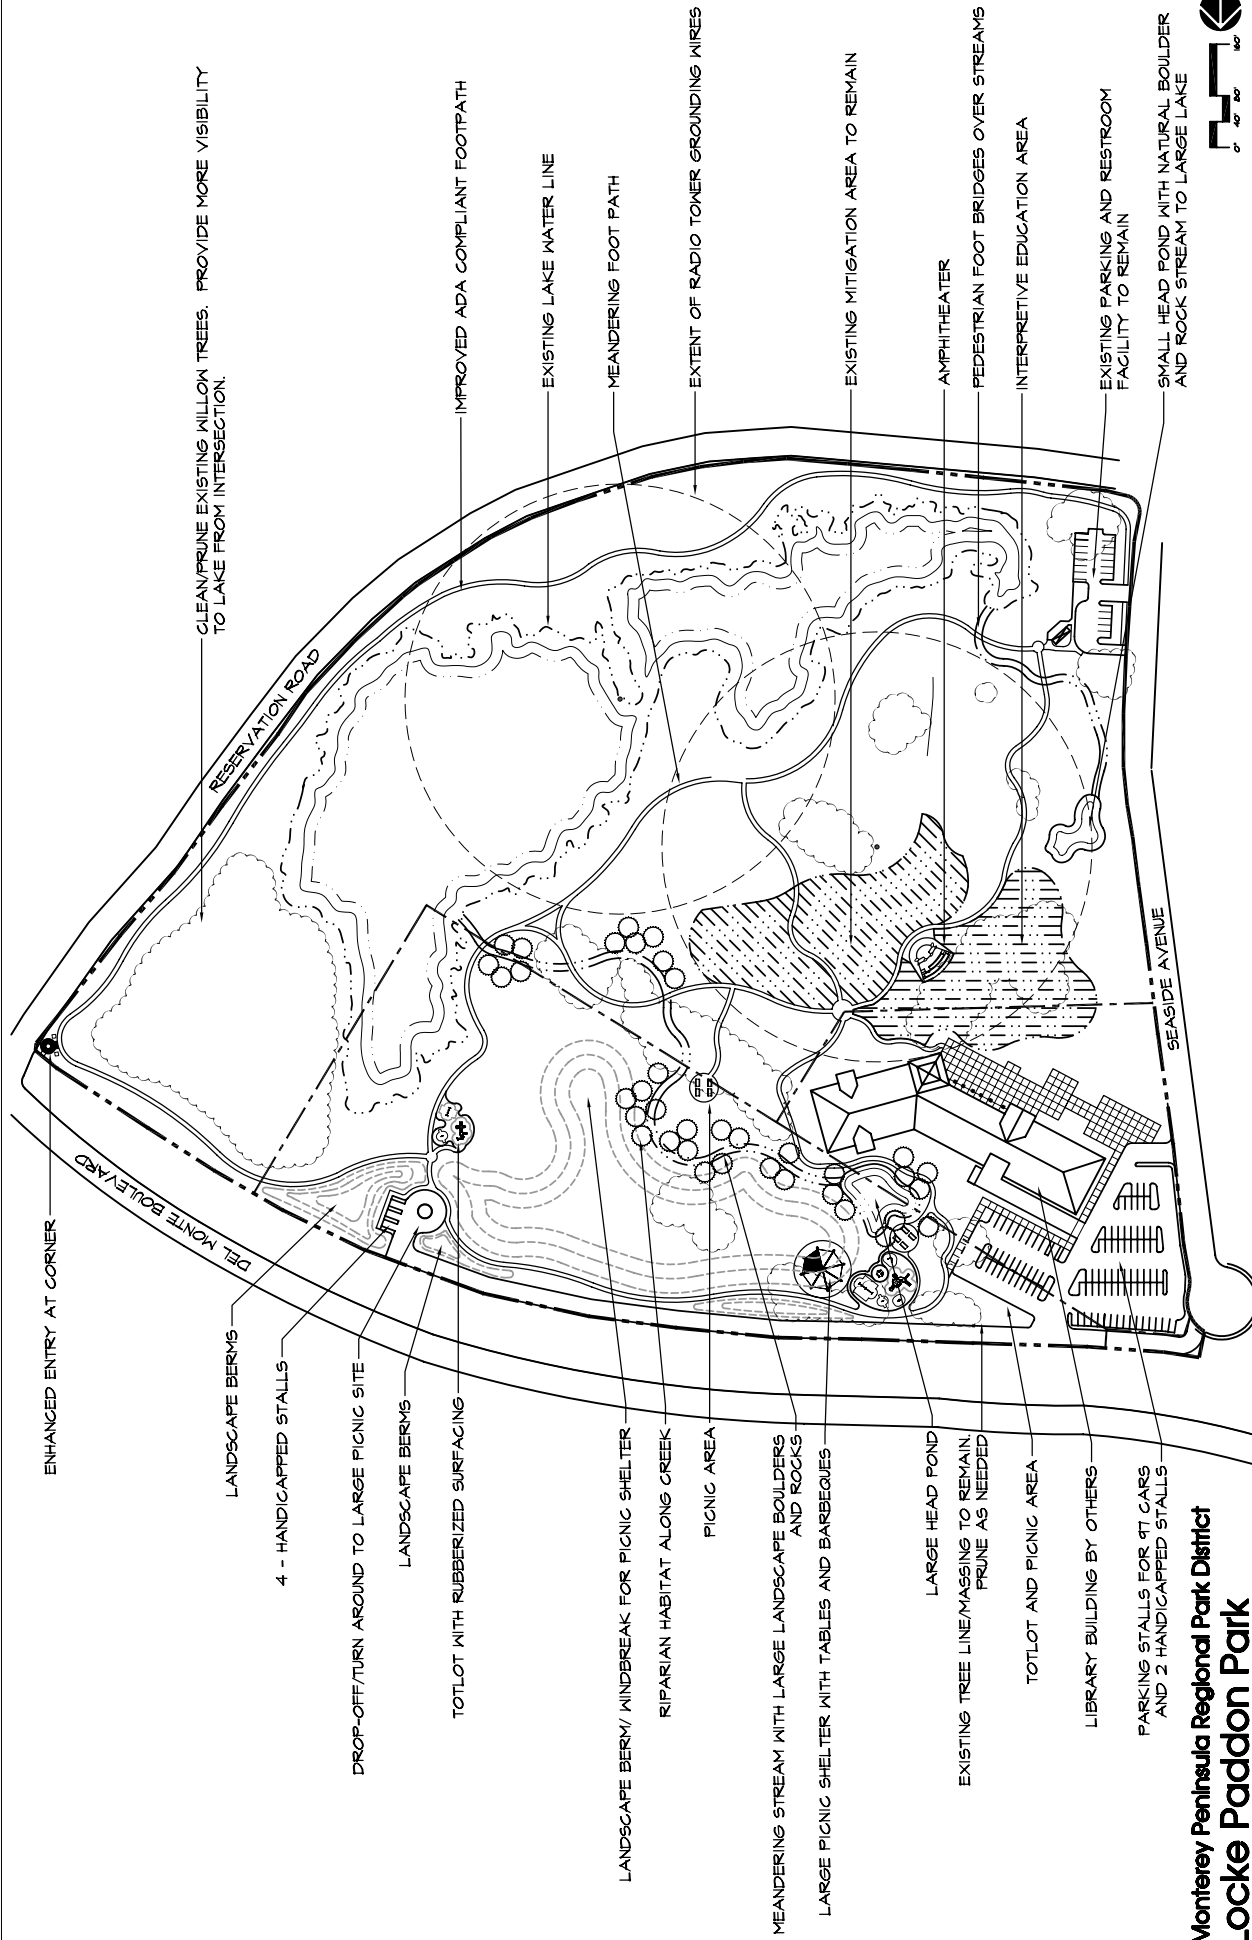 CLEAN/PRUNE EXISTING WILLOW TREES. PROVIDE MORE VISIBILITY
TO LAKE FROM INTERSECTION.
IMPROVED ADA COMPLIANT FOOTPATH
EXISTING LAKE WATER LINE
MEANDERING FOOT PATH
EXTENT OF RADIO TOWER GROUNDING WIRES
EXISTING MITIGATION AREA TO REMAIN
AMPHITHEATER
PEDESTRIAN FOOT BRIDGES OVER STREAMS
INTERPRETIVE EDUCATION AREA
EXISTING PARKING AND RESTROOM
FACILITY TO REMAIN
SMALL HEAD POND WITH NATURAL BOULDER
AND ROCK STREAM TO LARGE LAKE
0' 40' 80' 160'
RESERVATION ROAD
DEL MONTE BOULEVARD
SEASIDE AVENUE
ENHANCED ENTRY AT CORNER
LANDSCAPE BERMS
4 - HANDICAPPED STALLS
DROP-OFF/TURN AROUND TO LARGE PICNIC SITE
LANDSCAPE BERMS
TOTLOT WITH RUBBERIZED SURFACING
LANDSCAPE BERM/ WINDBREAK FOR PICNIC SHELTER
RIPARIAN HABITAT ALONG CREEK
PICNIC AREA
MEANDERING STREAM WITH LARGE LANDSCAPE BOULDERS
AND ROCKS
LARGE PICNIC SHELTER WITH TABLES AND BARBEQUES
LARGE HEAD POND
EXISTING TREE LINE/MASSING TO REMAIN.
PRUNE AS NEEDED
TOTLOT AND PICNIC AREA
LIBRARY BUILDING BY OTHERS
PARKING STALLS FOR 97 CARS
AND 2 HANDICAPPED STALLS
Monterey Peninsula Regional Park District
Locke Paddon Park